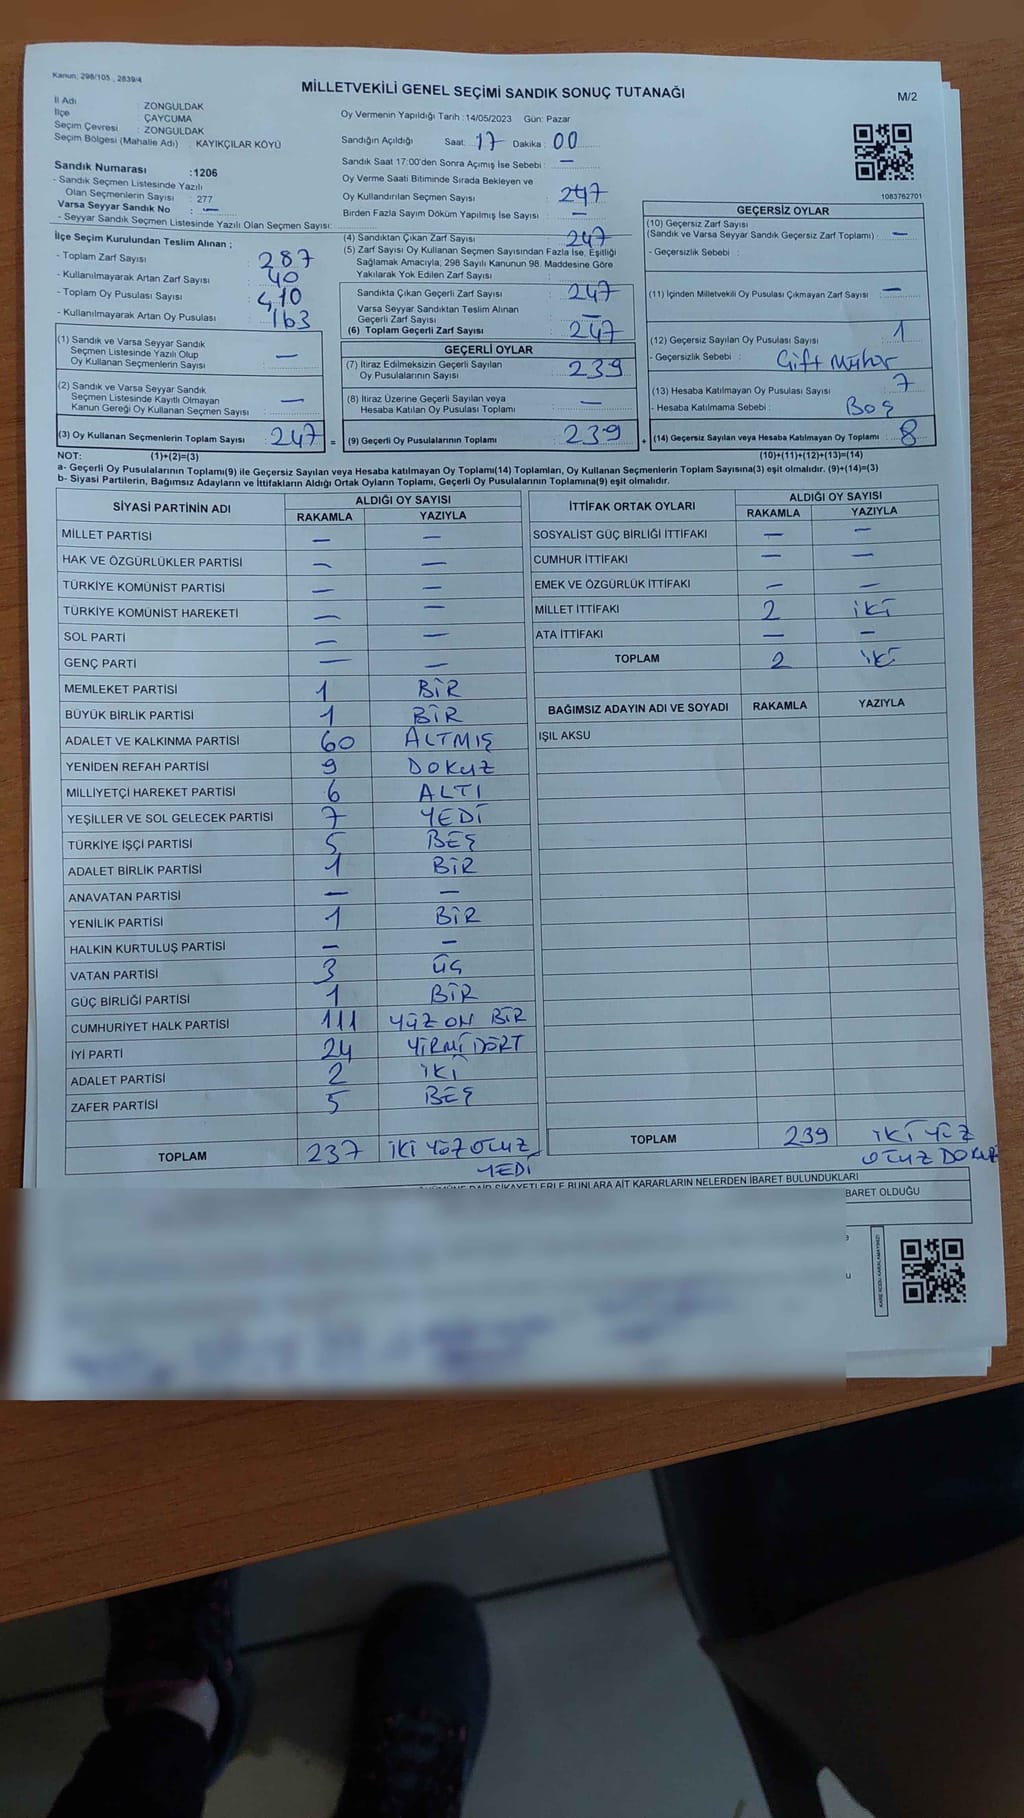 Kanun; 298/105 , 2839/4
MİLLETVEKİLİ GENEL SEÇİMİ SANDIK SONUÇ TUTANAĞI
M/2
İl Adı : ZONGULDAK
İlçe : ÇAYCUMA
Seçim Çevresi : ZONGULDAK
Seçim Bölgesi (Mahalle Adı) : KAYIKÇILAR KÖYÜ
Sandık Numarası :1206
- Sandık Seçmen Listesinde Yazılı
Olan Seçmenlerin Sayısı : 277
Varsa Seyyar Sandık No : —
- Seyyar Sandık Seçmen Listesinde Yazılı Olan Seçmen Sayısı:
İlçe Seçim Kurulundan Teslim Alınan ;
- Toplam Zarf Sayısı : 287
- Kullanılmayarak Artan Zarf Sayısı : 40
- Toplam Oy Pusulası Sayısı : 410
- Kullanılmayarak Artan Oy Pusulası : 163
Oy Vermenin Yapıldığı Tarih :14/05/2023 Gün: Pazar
Sandığın Açıldığı Saat: 17 Dakika: 00
Sandık Saat 17:00'den Sonra Açımış İse Sebebi : —
Oy Verme Saati Bitiminde Sırada Bekleyen ve
Oy Kullandırılan Seçmen Sayısı : 247
Birden Fazla Sayım Döküm Yapılmış İse Sayısı : —
(4) Sandıktan Çıkan Zarf Sayısı : 247
(5) Zarf Sayısı Oy Kullanan Seçmen Sayısından Fazla İse, Eşitliği
Sağlamak Amacıyla; 298 Sayılı Kanunun 98. Maddesine Göre
Yakılarak Yok Edilen Zarf Sayısı :
Sandıkta Çıkan Geçerli Zarf Sayısı : 247
Varsa Seyyar Sandıktan Teslim Alınan
Geçerli Zarf Sayısı : —
(6) Toplam Geçerli Zarf Sayısı : 247
1083762701
GEÇERSİZ OYLAR
(10) Geçersiz Zarf Sayısı
(Sandık ve Varsa Seyyar Sandık Geçersiz Zarf Toplamı) : —
- Geçersizlik Sebebi :
(11) İçinden Milletvekili Oy Pusulası Çıkmayan Zarf Sayısı : —
(12) Geçersiz Sayılan Oy Pusulası Sayısı : 1
- Geçersizlik Sebebi : Çift Mühür
(13) Hesaba Katılmayan Oy Pusulası Sayısı : 7
- Hesaba Katılmama Sebebi : Boş
(1) Sandık ve Varsa Seyyar Sandık
Seçmen Listesinde Yazılı Olup
Oy Kullanan Seçmenlerin Sayısı : —
(2) Sandık ve Varsa Seyyar Sandık
Seçmen Listesinde Kayıtlı Olmayan
Kanun Gereği Oy Kullanan Seçmen Sayısı : —
GEÇERLİ OYLAR
(7) İtiraz Edilmeksizin Geçerli Sayılan
Oy Pusulalarının Sayısı : 239
(8) İtiraz Üzerine Geçerli Sayılan veya
Hesaba Katılan Oy Pusulası Toplamı : —
(3) Oy Kullanan Seçmenlerin Toplam Sayısı : 247 = (9) Geçerli Oy Pusulalarının Toplamı : 239 + (14) Geçersiz Sayılan veya Hesaba Katılmayan Oy Toplamı : 8
NOT: (1)+(2)=(3) (10)+(11)+(12)+(13)=(14)
a- Geçerli Oy Pusulalarının Toplamı(9) ile Geçersiz Sayılan veya Hesaba katılmayan Oy Toplamı(14) Toplamları, Oy Kullanan Seçmenlerin Toplam Sayısına(3) eşit olmalıdır. (9)+(14)=(3)
b- Siyasi Partilerin, Bağımsız Adayların ve İttifakların Aldığı Ortak Oyların Toplamı, Geçerli Oy Pusulalarının Toplamına(9) eşit olmalıdır.
SİYASİ PARTİNİN ADI ALDIĞI OY SAYISI
RAKAMLA YAZIYLA
MİLLET PARTİSİ — —
HAK VE ÖZGÜRLÜKLER PARTİSİ — —
TÜRKİYE KOMÜNİST PARTİSİ — —
TÜRKİYE KOMÜNİST HAREKETİ — —
SOL PARTİ — —
GENÇ PARTİ — —
MEMLEKET PARTİSİ 1 BİR
BÜYÜK BİRLİK PARTİSİ 1 BİR
ADALET VE KALKINMA PARTİSİ 60 ALTMIŞ
YENİDEN REFAH PARTİSİ 9 DOKUZ
MİLLİYETÇİ HAREKET PARTİSİ 6 ALTI
YEŞİLLER VE SOL GELECEK PARTİSİ 7 YEDİ
TÜRKİYE İŞÇİ PARTİSİ 5 BEŞ
ADALET BİRLİK PARTİSİ 1 BİR
ANAVATAN PARTİSİ — —
YENİLİK PARTİSİ 1 BİR
HALKIN KURTULUŞ PARTİSİ — —
VATAN PARTİSİ 3 ÜÇ
GÜÇ BİRLİĞİ PARTİSİ 1 BİR
CUMHURİYET HALK PARTİSİ 111 YÜZ ON BİR
İYİ PARTİ 24 YİRMİ DÖRT
ADALET PARTİSİ 2 İKİ
ZAFER PARTİSİ 5 BEŞ
TOPLAM 237 İKİ YÜZ OTUZ
YEDİ
İTTİFAK ORTAK OYLARI ALDIĞI OY SAYISI
RAKAMLA YAZIYLA
SOSYALİST GÜÇ BİRLİĞİ İTTİFAKI — —
CUMHUR İTTİFAKI — —
EMEK VE ÖZGÜRLÜK İTTİFAKI — —
MİLLET İTTİFAKI 2 İKİ
ATA İTTİFAKI — —
TOPLAM 2 İKİ
BAĞIMSIZ ADAYIN ADI VE SOYADI RAKAMLA YAZIYLA
IŞIL AKSU
TOPLAM 239 İKİ YÜZ
OTUZ DOKUZ
DAİR ŞİKAYETLERLE BUNLARA AİT KARARLARIN NELERDEN İBARET BULUNDUKLARI
BARET OLDUĞU
KARE KODU KARALAMAYINIZ!